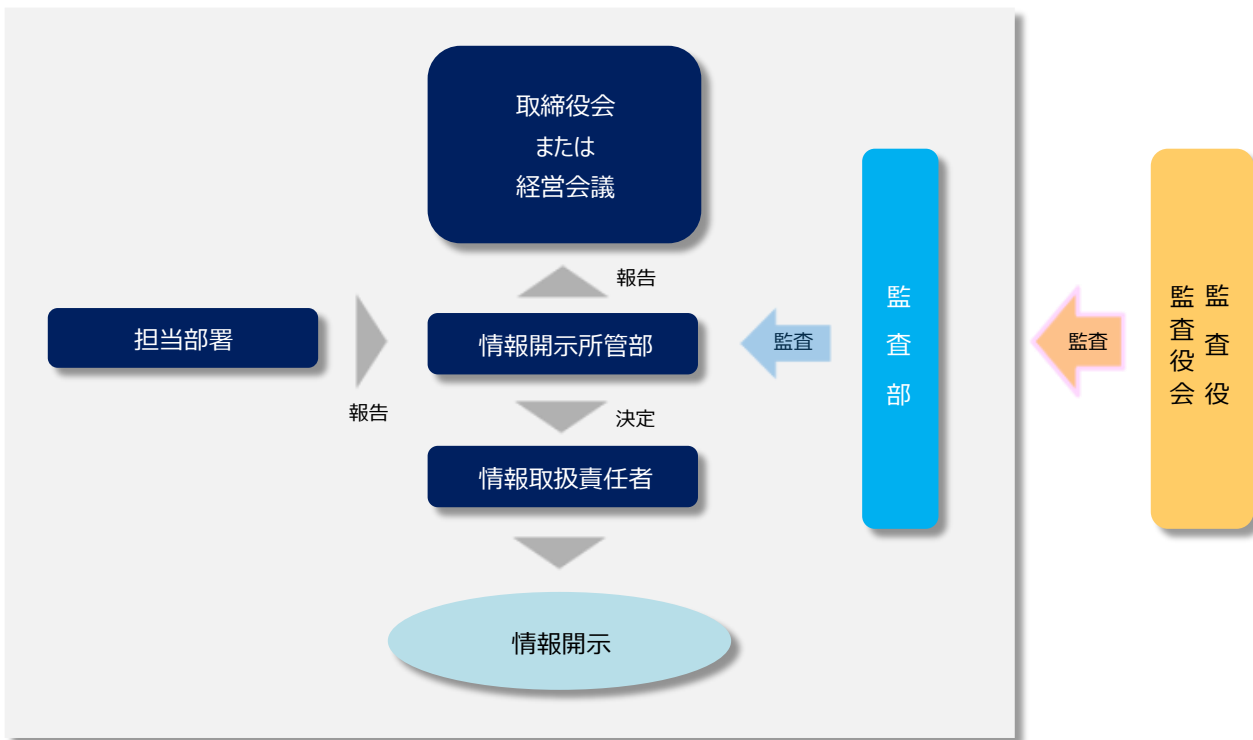 取締役会
または
経営会議
報告
担当部署
報告
情報開示所管部
決定
情報取扱責任者
情報開示
監査
監査部
監査
監査役
監査役会